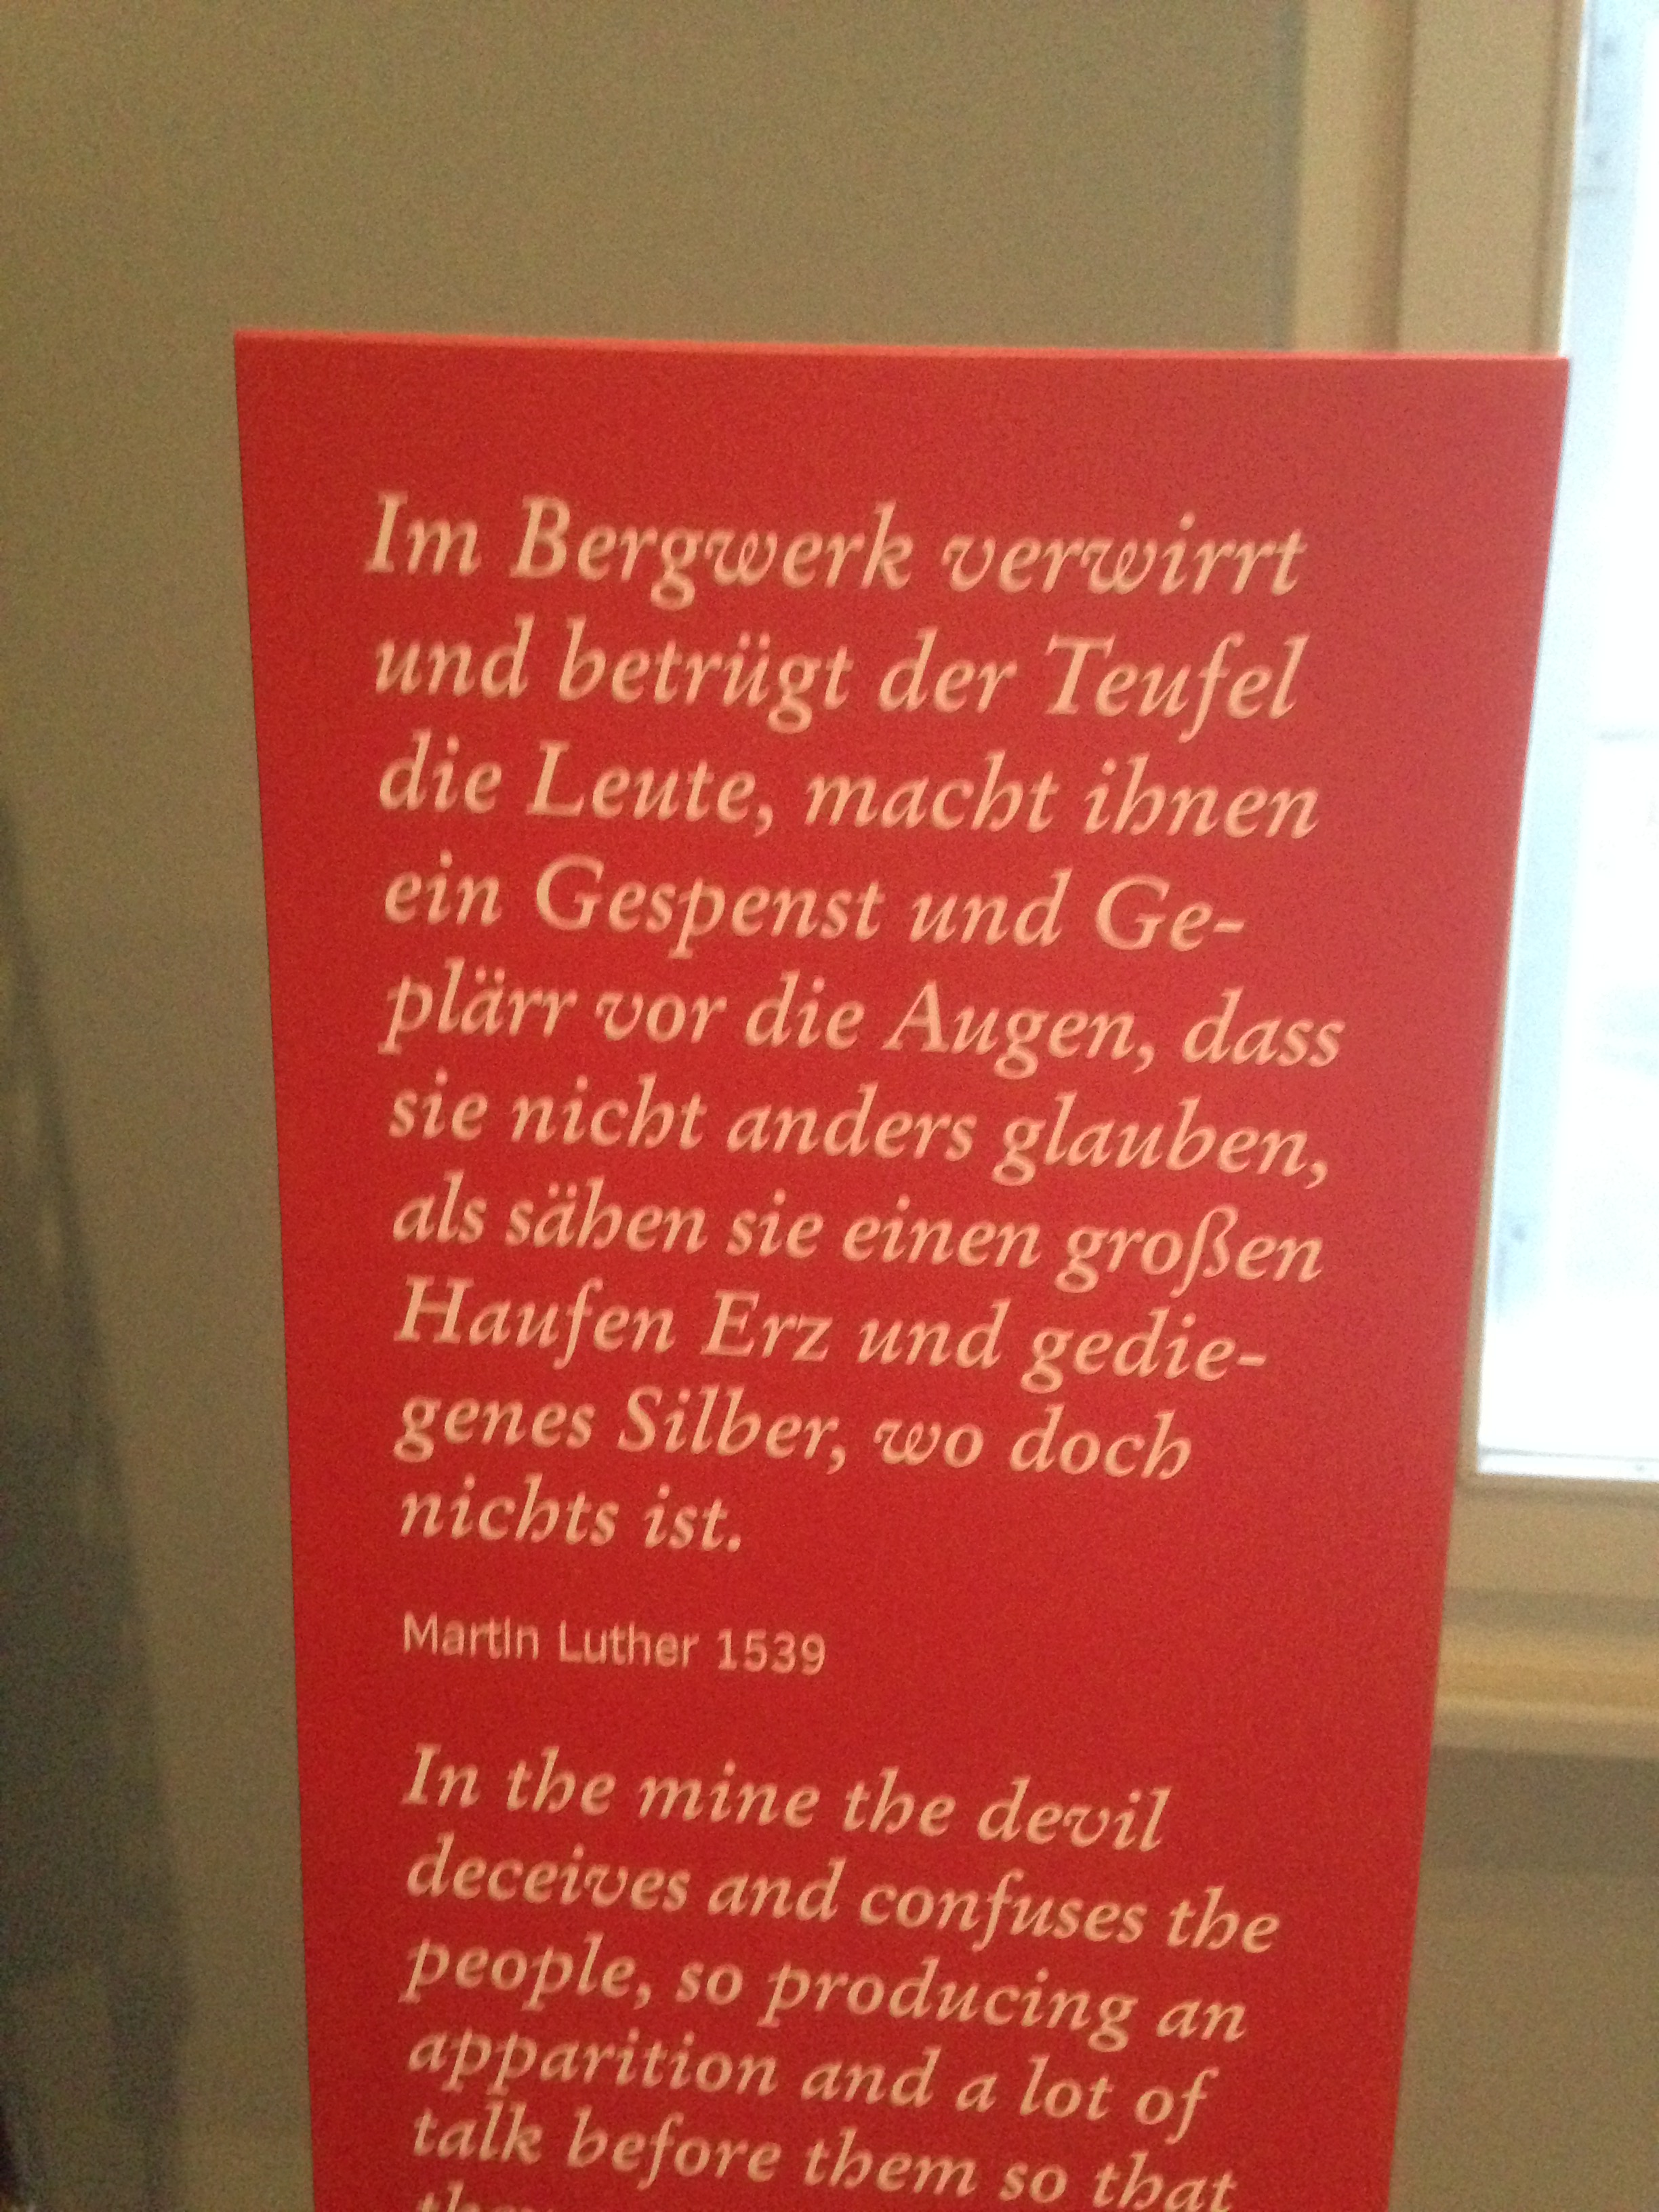 Im Bergwerk verwirrt
und betrügt der Teufel
die Leute, macht ihnen
ein Gespenst und Ge-
plärr vor die Augen, dass
sie nicht anders glauben,
als sähen sie einen großen
Haufen Erz und gedie-
genes Silber, wo doch
nichts ist.
Martin Luther 1539
In the mine the devil
deceives and confuses the
people, so producing an
apparition and a lot of
talk before them so that